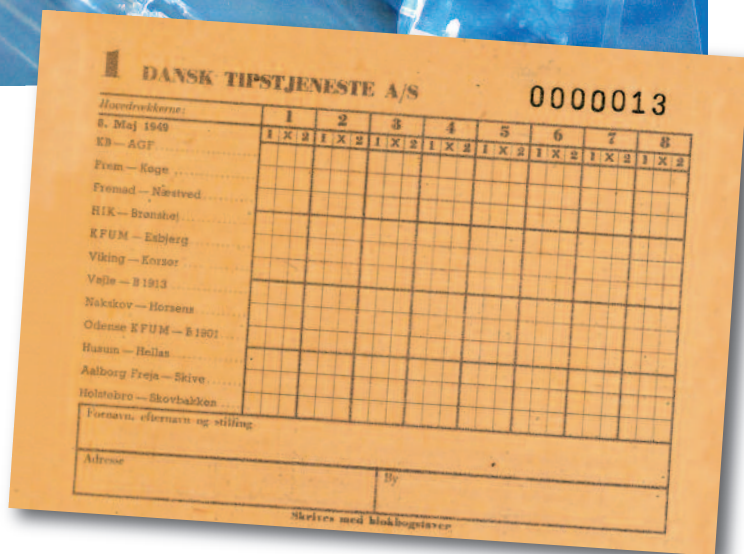 1 DANSK TIPSTJENESTE A/S 0000013
Hovedrækkerne: 1 2 3 4 5 6 7 8
8. Maj 1949 1 X 2 1 X 2 1 X 2 1 X 2 1 X 2 1 X 2 1 X 2 1 X 2
KB — AGF
Frem — Køge
Fremad — Næstved
HIK — Brønshøj
KFUM — Esbjerg
Viking — Korsør
Vejle — B 1913
Nakskov — Horsens
Odense KFUM — B 1901
Husum — Hellas
Aalborg Freja — Skive
Holstebro — Skovbakken
Fornavn, efternavn og stilling
Adresse By
Skrives med blokbogstaver